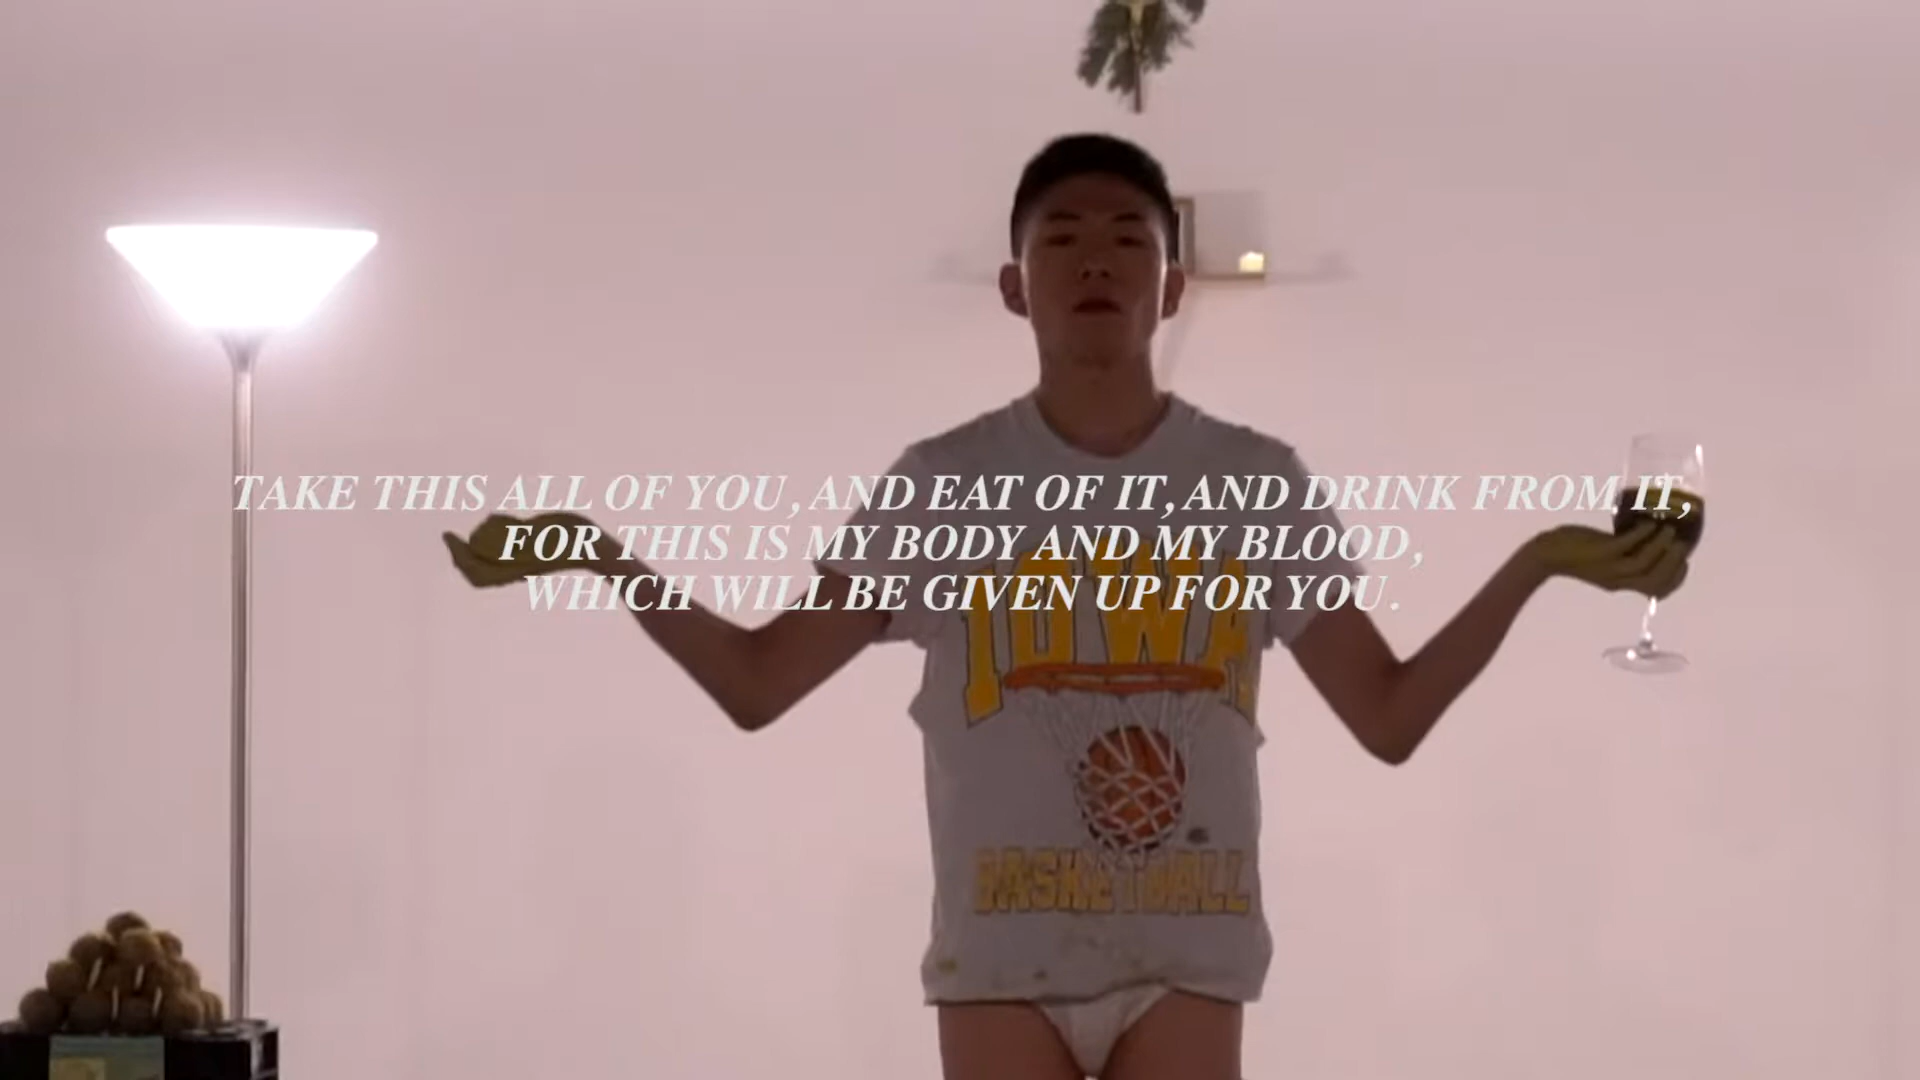 TAKE THIS ALL OF YOU, AND EAT OF IT, AND DRINK FROM IT,
FOR THIS IS MY BODY AND MY BLOOD,
WHICH WILL BE GIVEN UP FOR YOU.
IOWA
BASKETBALL